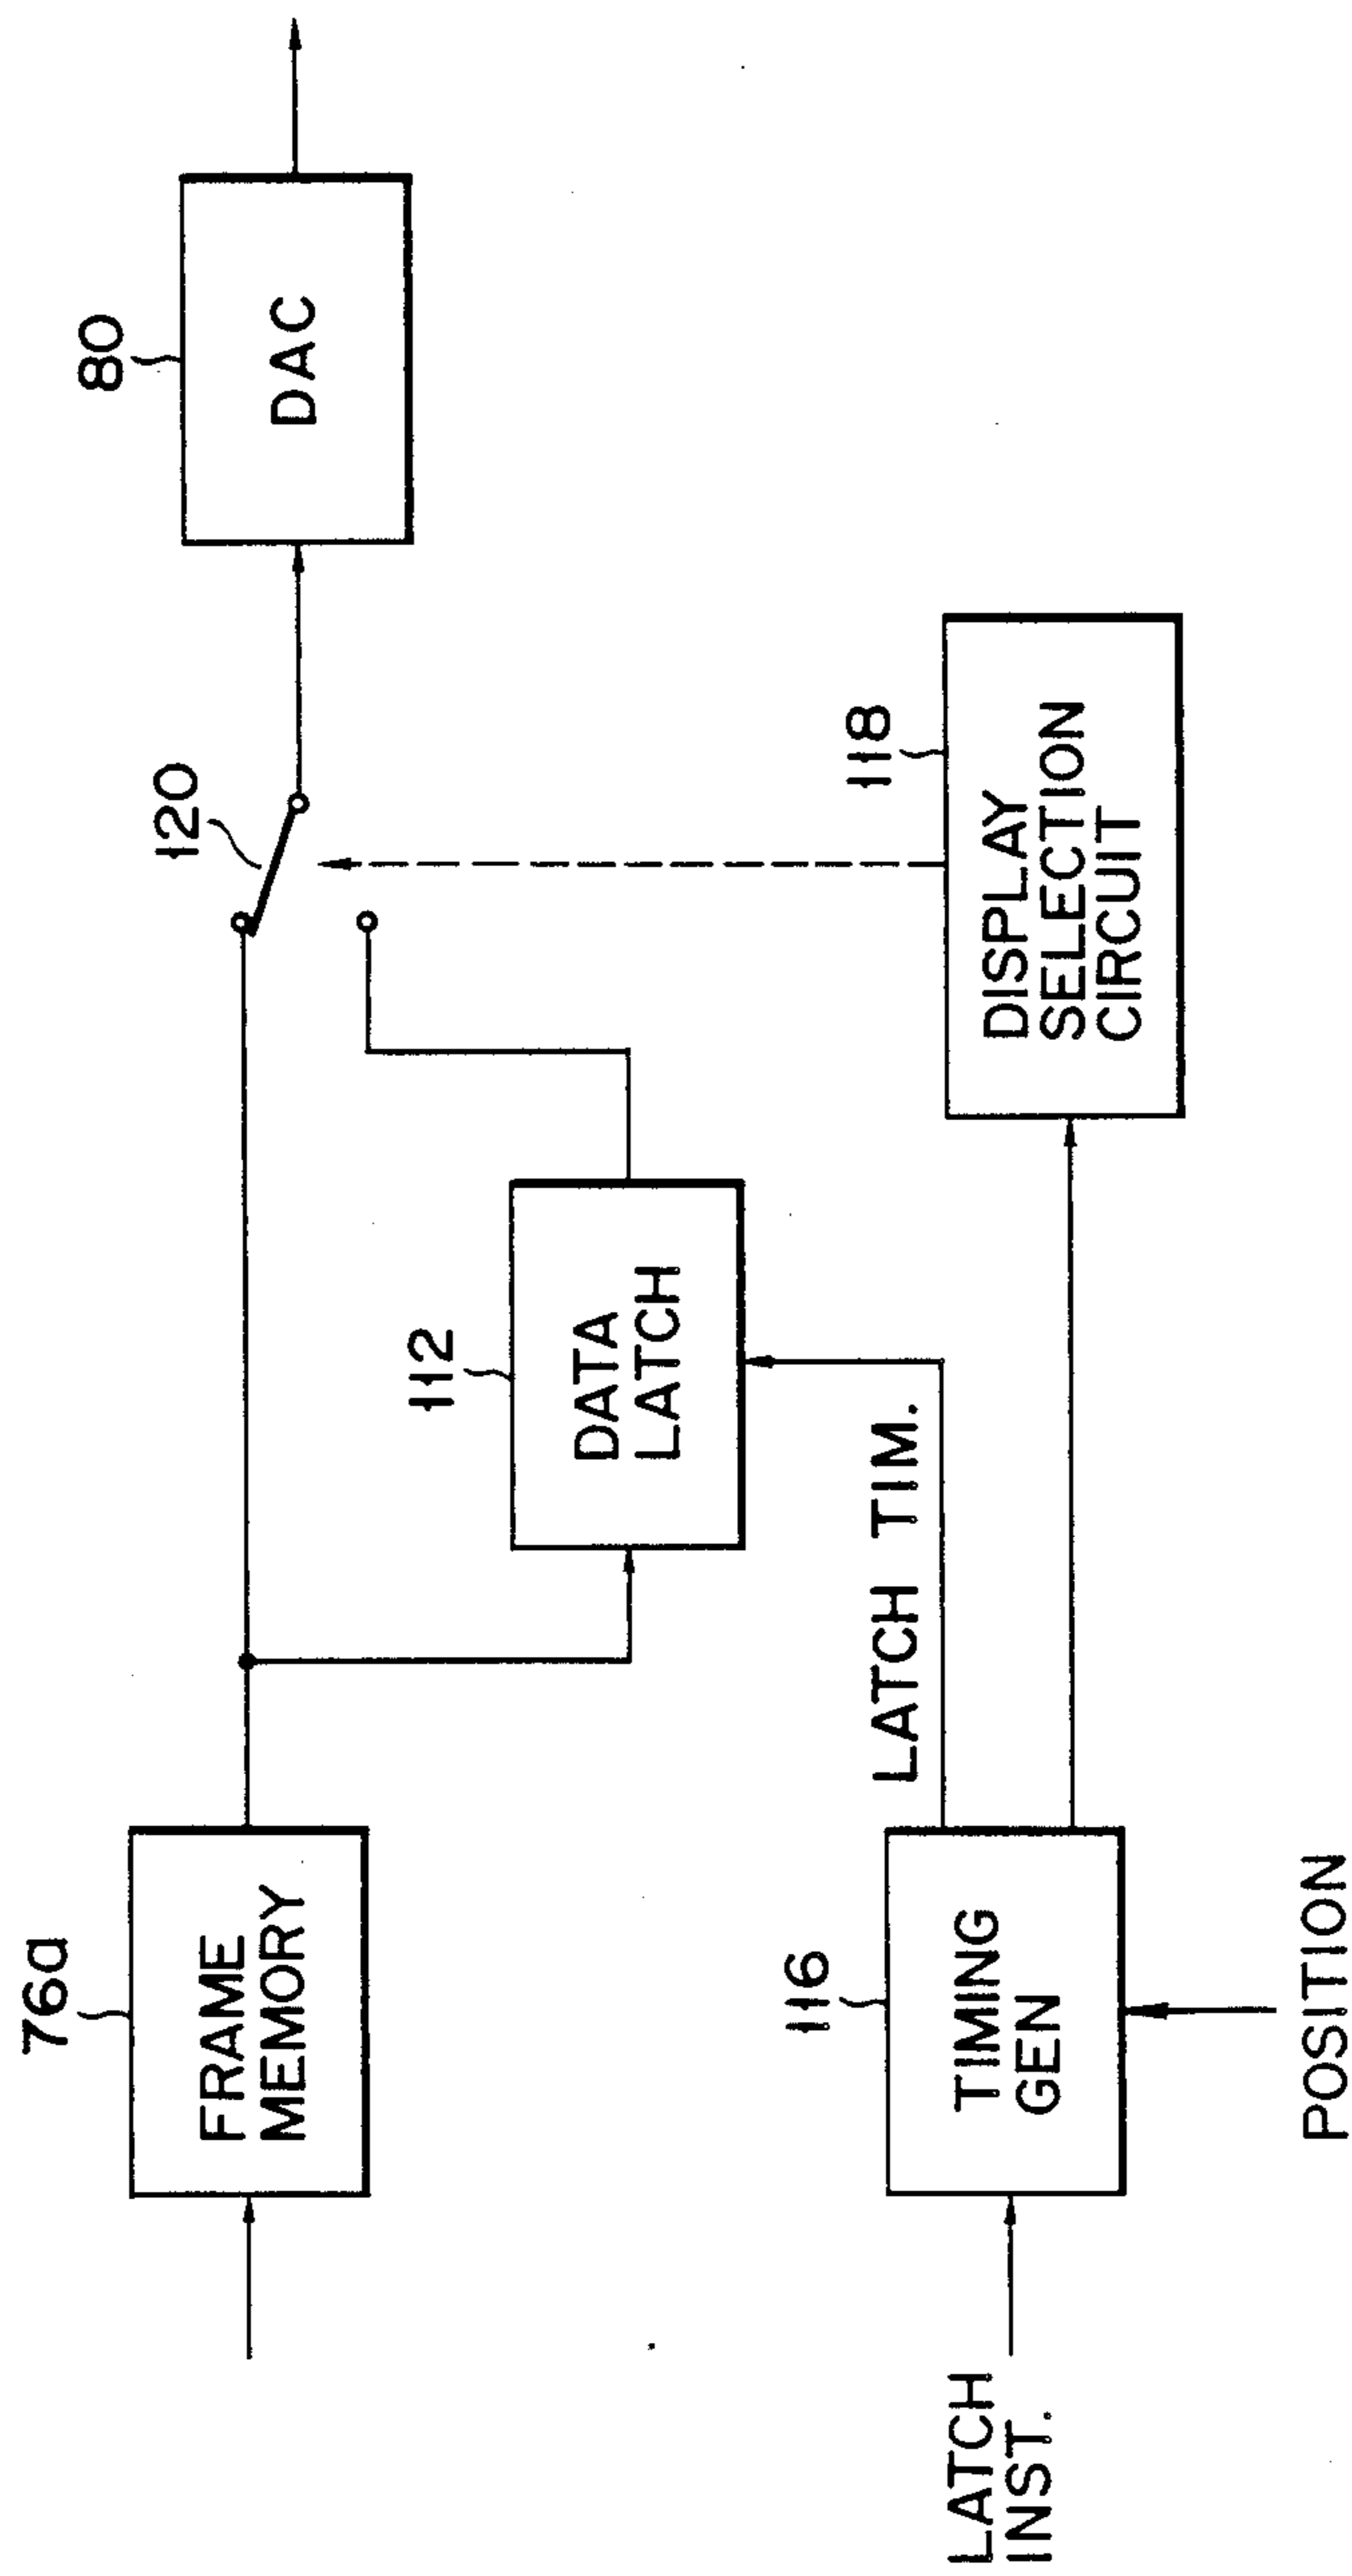 76a
FRAME
MEMORY
120
80
DAC
112
DATA
LATCH
LATCH TIM.
118
DISPLAY
SELECTION
CIRCUIT
116
TIMING
GEN
LATCH
INST.
POSITION